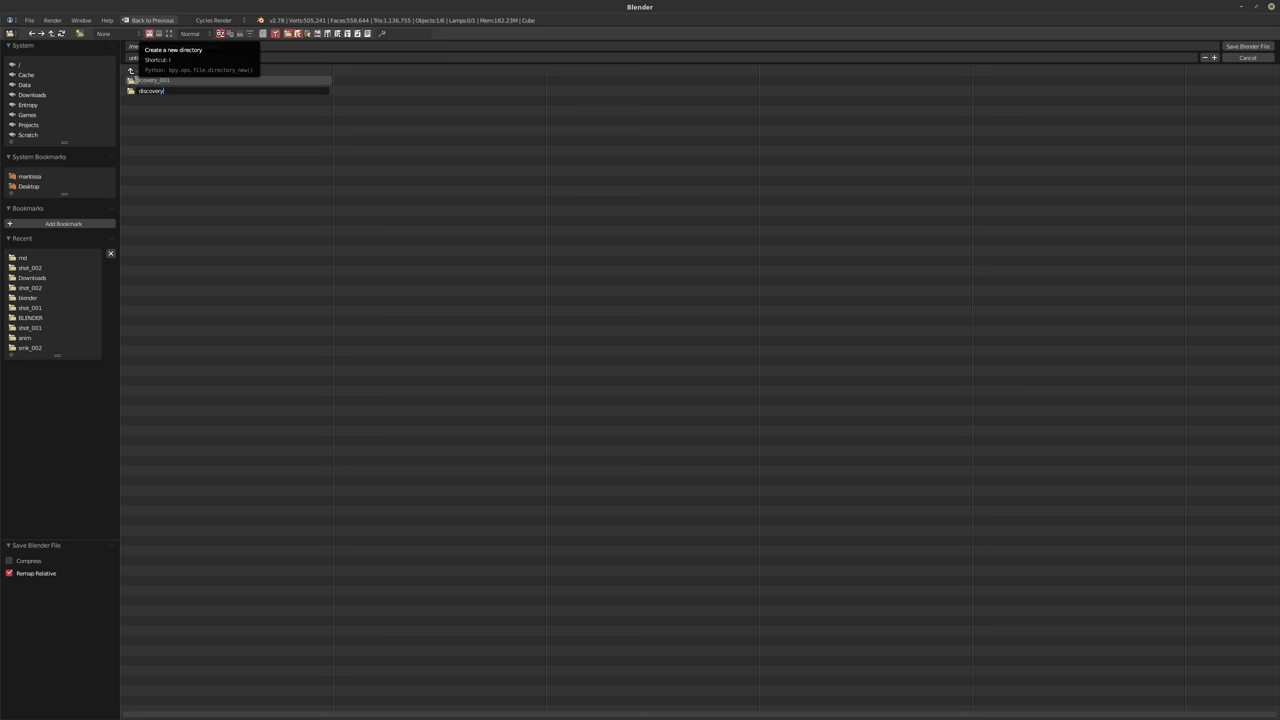 Blender
File Render Window Help Back to Previous Cycles Render v2.78 | Verts:505,241 | Faces:558,644 | Tris:1,136,755 | Objects:1/6 | Lamps:0/1 | Mem:182.23M | Cube
None Normal
System
/
Cache
Data
Downloads
Entropy
Games
Projects
Scratch
System Bookmarks
mantissa
Desktop
Bookmarks
Add Bookmark
Recent
rnd
shot_002
Downloads
shot_002
blender
shot_001
BLENDER
shot_001
anim
smk_002
Save Blender File
Compress
Remap Relative
Create a new directory
Shortcut: I
Python: bpy.ops.file.directory_new()
discovery
Save Blender File
Cancel